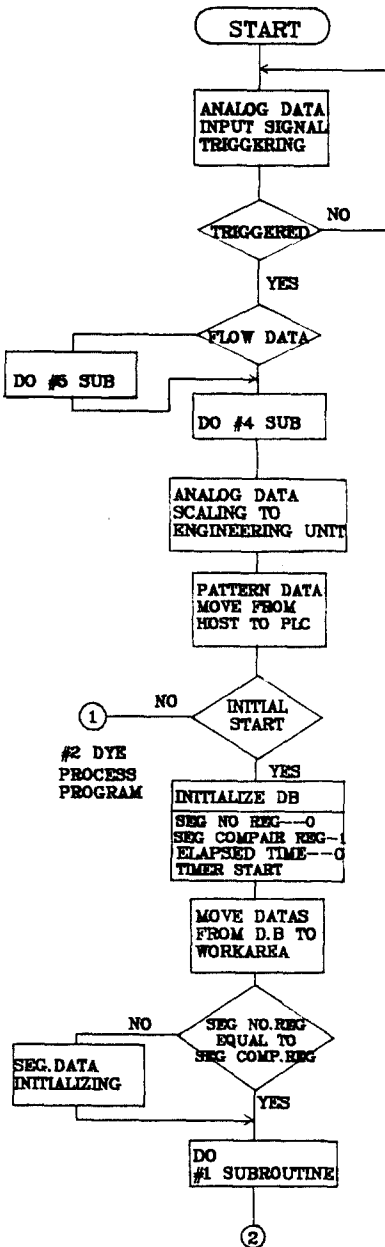 START
ANALOG DATA
INPUT SIGNAL
TRIGGERING
TRIGGERED
NO
YES
FLOW DATA
DO #5 SUB
DO #4 SUB
ANALOG DATA
SCALING TO
ENGINEERING UNIT
PATTERN DATA
MOVE FROM
HOST TO PLC
INITIAL
START
NO
1
#2 DYE
PROCESS
PROGRAM
YES
INITIALIZE DB
SEG NO REG---0
SEG COMPAIR REG-1
ELAPSED TIME---0
TIMER START
MOVE DATAS
FROM D.B TO
WORKAREA
SEG NO.REG
EQUAL TO
SEG COMP.REG
NO
SEG.DATA
INITIALIZING
YES
DO
#1 SUBROUTINE
2